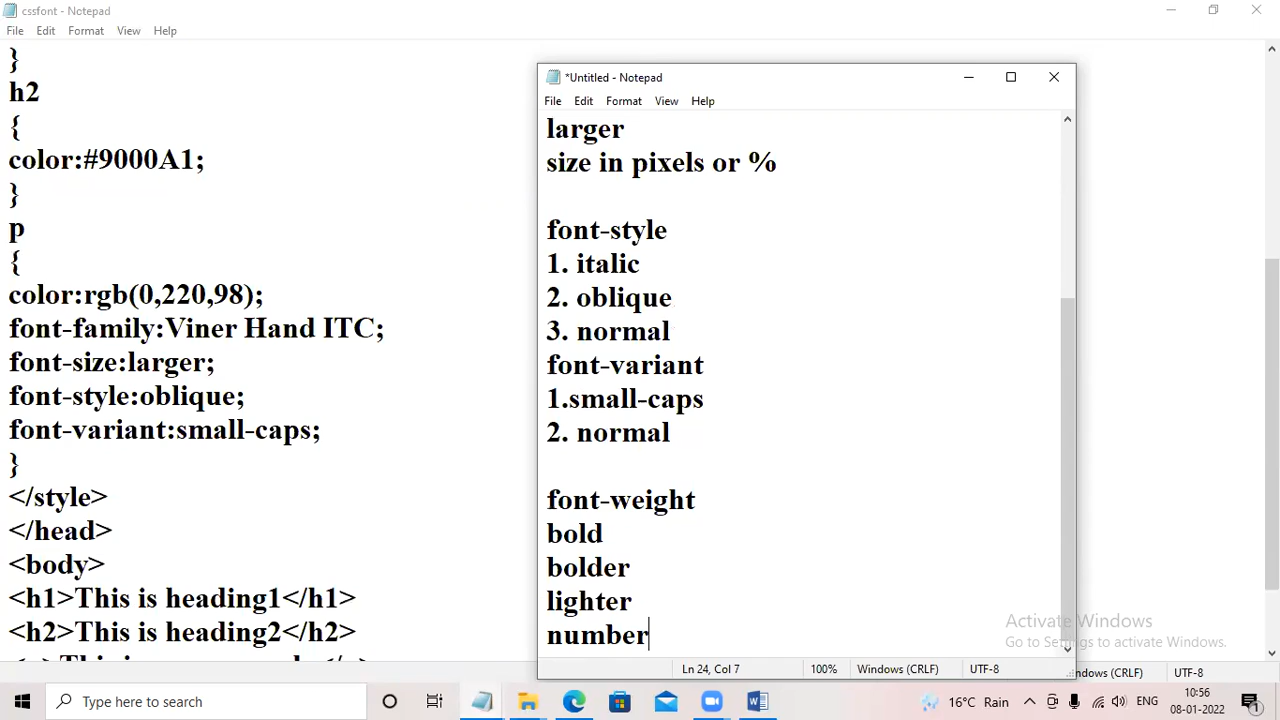 cssfont - Notepad
File Edit Format View Help
}
h2
{
color:#9000A1;
}
p
{
color:rgb(0,220,98);
font-family:Viner Hand ITC;
font-size:larger;
font-style:oblique;
font-variant:small-caps;
}
</style>
</head>
<body>
<h1>This is heading1</h1>
<h2>This is heading2</h2>
*Untitled - Notepad
File Edit Format View Help
larger
size in pixels or %
font-style
1. italic
2. oblique
3. normal
font-variant
1.small-caps
2. normal
font-weight
bold
bolder
lighter
number
Ln 24, Col 7 100% Windows (CRLF) UTF-8
Activate Windows
Go to Settings to activate Windows.
ndows (CRLF) UTF-8
Type here to search
16°C Rain ENG 10:56
08-01-2022
1